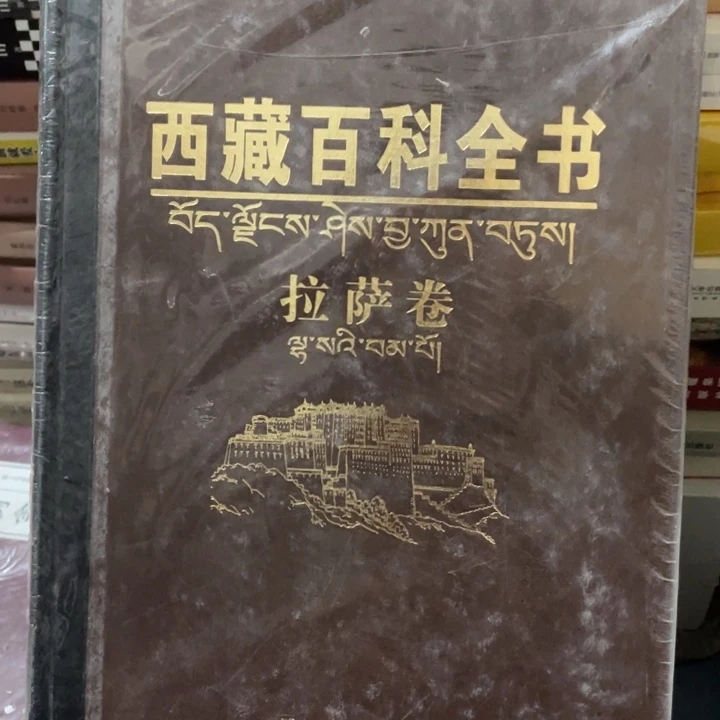 西藏百科全书
བོད་ལྗོངས་ཤེས་བྱ་ཀུན་བཏུས།
拉萨卷
ལྷ་སའི་བམ་པོ།